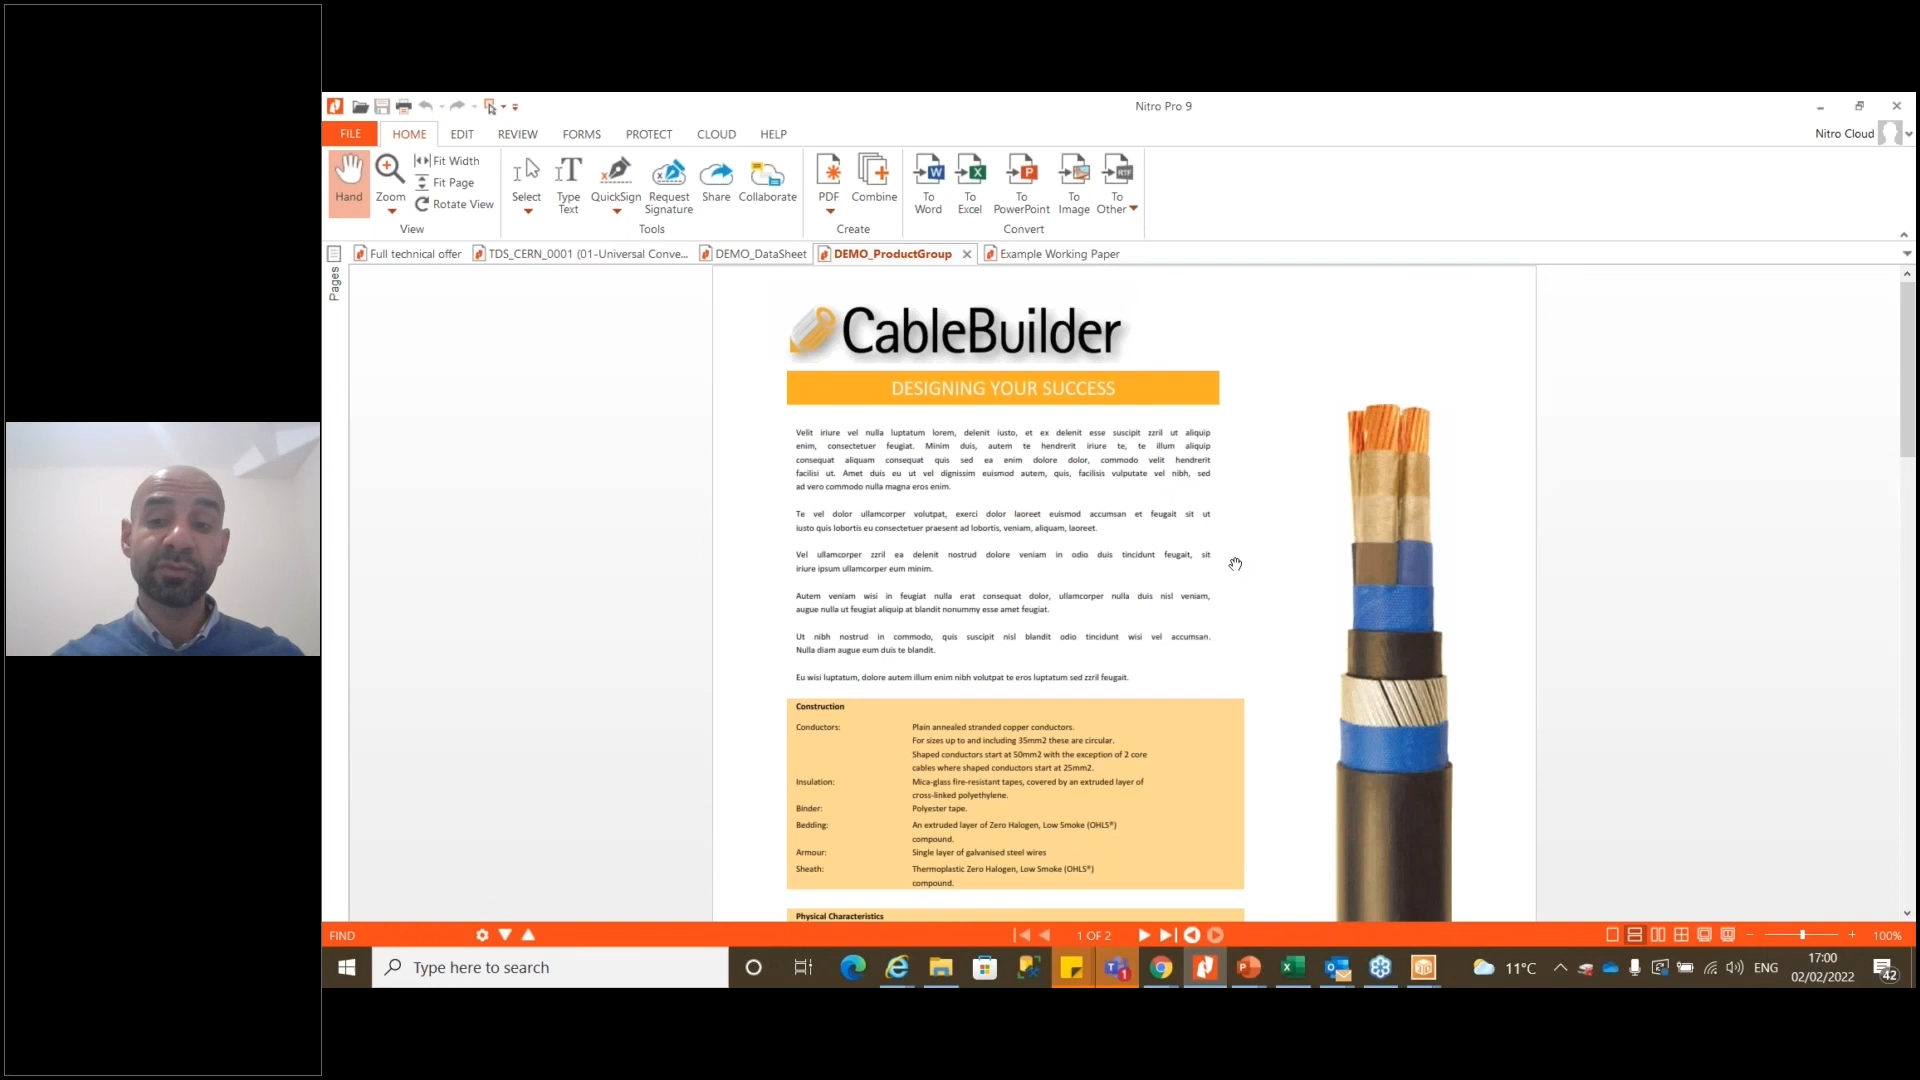 Nitro Pro 9
FILE HOME EDIT REVIEW FORMS PROTECT CLOUD HELP
Nitro Cloud
Hand
Zoom
Fit Width
Fit Page
Rotate View
View
Select
Type
Text
QuickSign
Request
Signature
Share
Collaborate
Tools
PDF
Combine
Create
To
Word
To
Excel
To
PowerPoint
To
Image
To
Other
Convert
Full technical offer
TDS_CERN_0001 (01-Universal Conve...
DEMO_DataSheet
DEMO_ProductGroup
Example Working Paper
Pages
CableBuilder
DESIGNING YOUR SUCCESS
Velit iriure vel nulla luptatum lorem, delenit iusto, et ex delenit esse suscipit zzril ut aliquip
enim, consectetuer feugiat. Minim duis, autem te hendrerit iriure te, te illum aliquip
consequat aliquam consequat quis sed ea enim dolore dolor, commodo velit hendrerit
facilisi ut. Amet duis eu ut vel dignissim euismod autem, quis, facilisis vulputate vel nibh, sed
ad vero commodo nulla magna eros enim.
Te vel dolor ullamcorper volutpat, exerci dolor laoreet euismod accumsan et feugait sit ut
iusto quis lobortis eu consectetuer praesent ad lobortis, veniam, aliquam, laoreet.
Vel ullamcorper zzril ea delenit nostrud dolore veniam in odio duis tincidunt feugait, sit
iriure ipsum ullamcorper eum minim.
Autem veniam wisi in feugiat nulla erat consequat dolor, ullamcorper nulla duis nisl veniam,
augue nulla ut feugiat aliquip at blandit nonummy esse amet feugiat.
Ut nibh nostrud in commodo, quis suscipit nisl blandit odio tincidunt wisi vel accumsan.
Nulla diam augue eum duis te blandit.
Eu wisi luptatum, dolore autem illum enim nibh volutpat te eros luptatum sed zzril feugait.
Construction
Conductors: Plain annealed stranded copper conductors.
For sizes up to and including 35mm2 these are circular.
Shaped conductors start at 50mm2 with the exception of 2 core
cables where shaped conductors start at 25mm2.
Insulation: Mica-glass fire-resistant tapes, covered by an extruded layer of
cross-linked polyethylene.
Binder: Polyester tape.
Bedding: An extruded layer of Zero Halogen, Low Smoke (OHLS®)
compound.
Armour: Single layer of galvanised steel wires
Sheath: Thermoplastic Zero Halogen, Low Smoke (OHLS®)
compound.
Physical Characteristics
FIND
1 OF 2
100%
Type here to search
11°C
ENG
17:00
02/02/2022
42